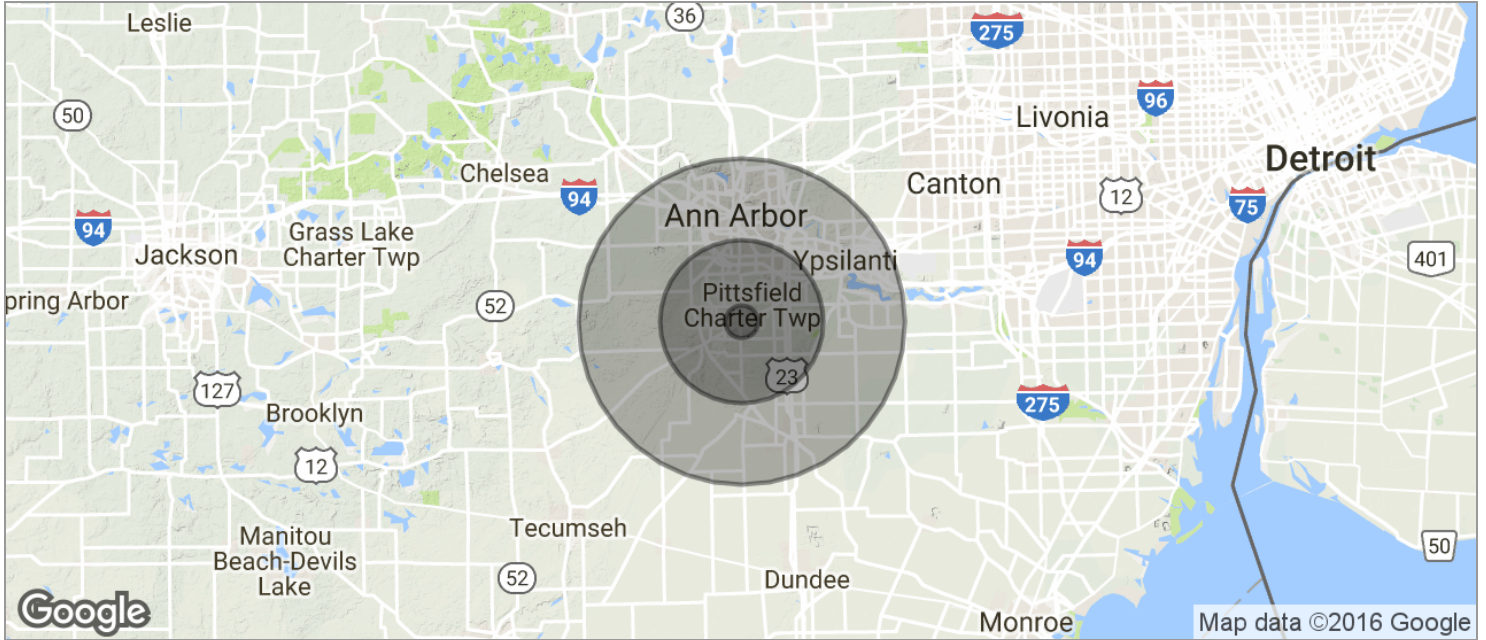 Leslie
36
275
50
96
Livonia
Detroit
Chelsea
94
Canton
12
75
Ann Arbor
94
Grass Lake
Charter Twp
Jackson
Ypsilanti
94
401
pring Arbor
52
Pittsfield
Charter Twp
23
127
275
Brooklyn
12
Tecumseh
Manitou
Beach-Devils
Lake
50
52
Dundee
Monroe
Google
Map data ©2016 Google